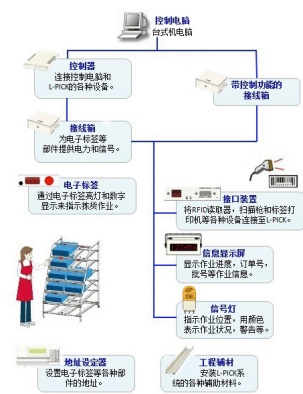 控制电脑
台式机电脑
控制器
连接控制电脑和
L-PICK的各种设备。
带控制功能的
接线箱
接线箱
为电子标签等
部件提供电力和信号。
电子标签
通过电子标签亮灯和数字
显示来指示拣货作业。
接口装置
将RFID读取器，扫描枪和标签打
印机等各种设备连接至L-PICK。
信息显示屏
显示作业进度，订单号，
批号等作业信息。
信号灯
指示作业位置，用颜色
表示作业状况，警告等。
地址设定器
设置电子标签等各种部
件的地址。
工程辅材
安装L-PICK系
统的各种辅助材料。